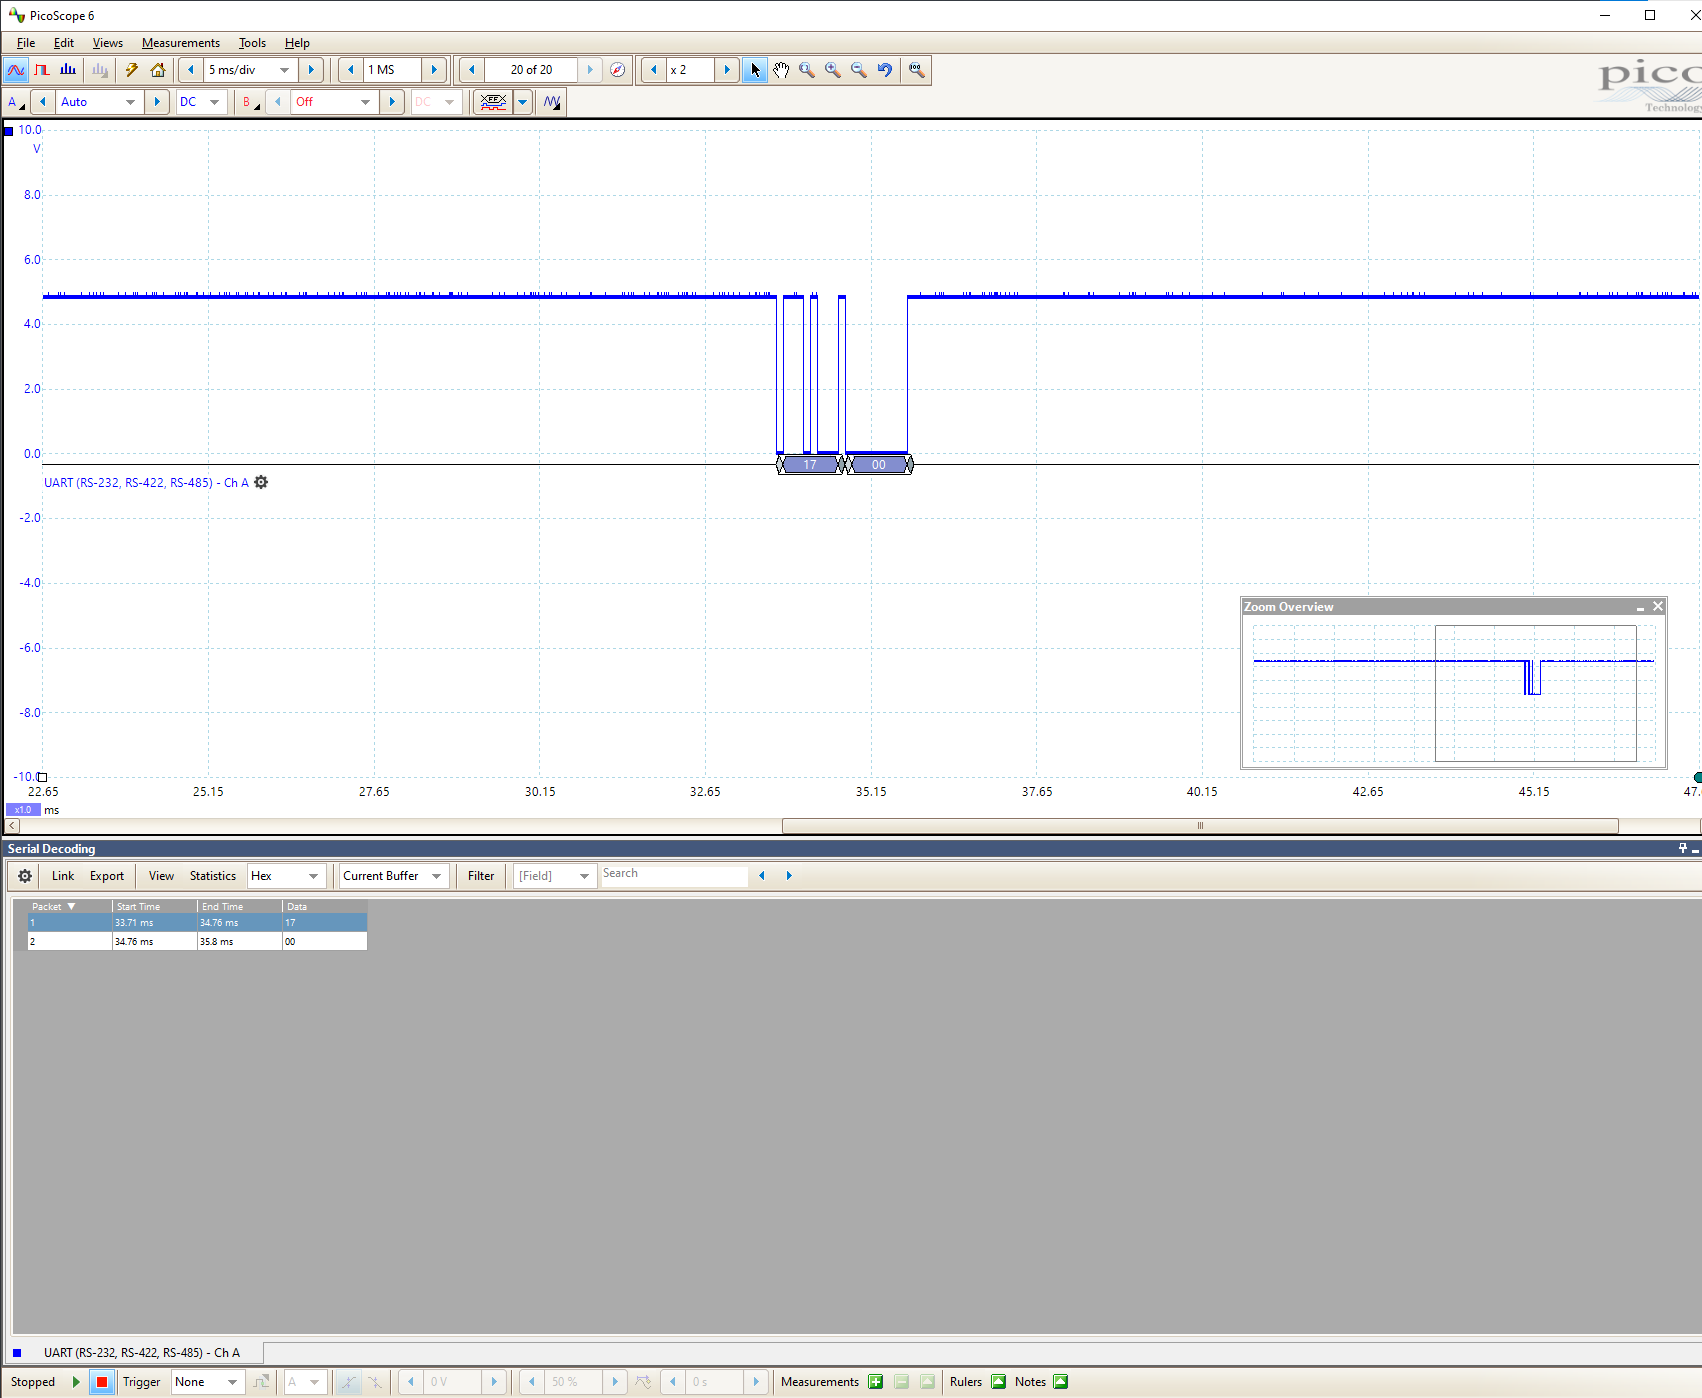 PicoScope 6
File Edit Views Measurements Tools Help
5 ms/div 1 MS 20 of 20 x 2
pico
Technology
A Auto DC B Off DC
10.0
V
8.0
6.0
4.0
2.0
0.0
17 00
UART (RS-232, RS-422, RS-485) - Ch A
-2.0
-4.0
-6.0
-8.0
-10.0
Zoom Overview
22.65 25.15 27.65 30.15 32.65 35.15 37.65 40.15 42.65 45.15 47.
x1.0 ms
Serial Decoding
Link Export View Statistics Hex Current Buffer Filter [Field] Search
Packet Start Time End Time Data
1 33.71 ms 34.76 ms 17
2 34.76 ms 35.8 ms 00
UART (RS-232, RS-422, RS-485) - Ch A
Stopped Trigger None A 0 V 50 % 0 s Measurements Rulers Notes